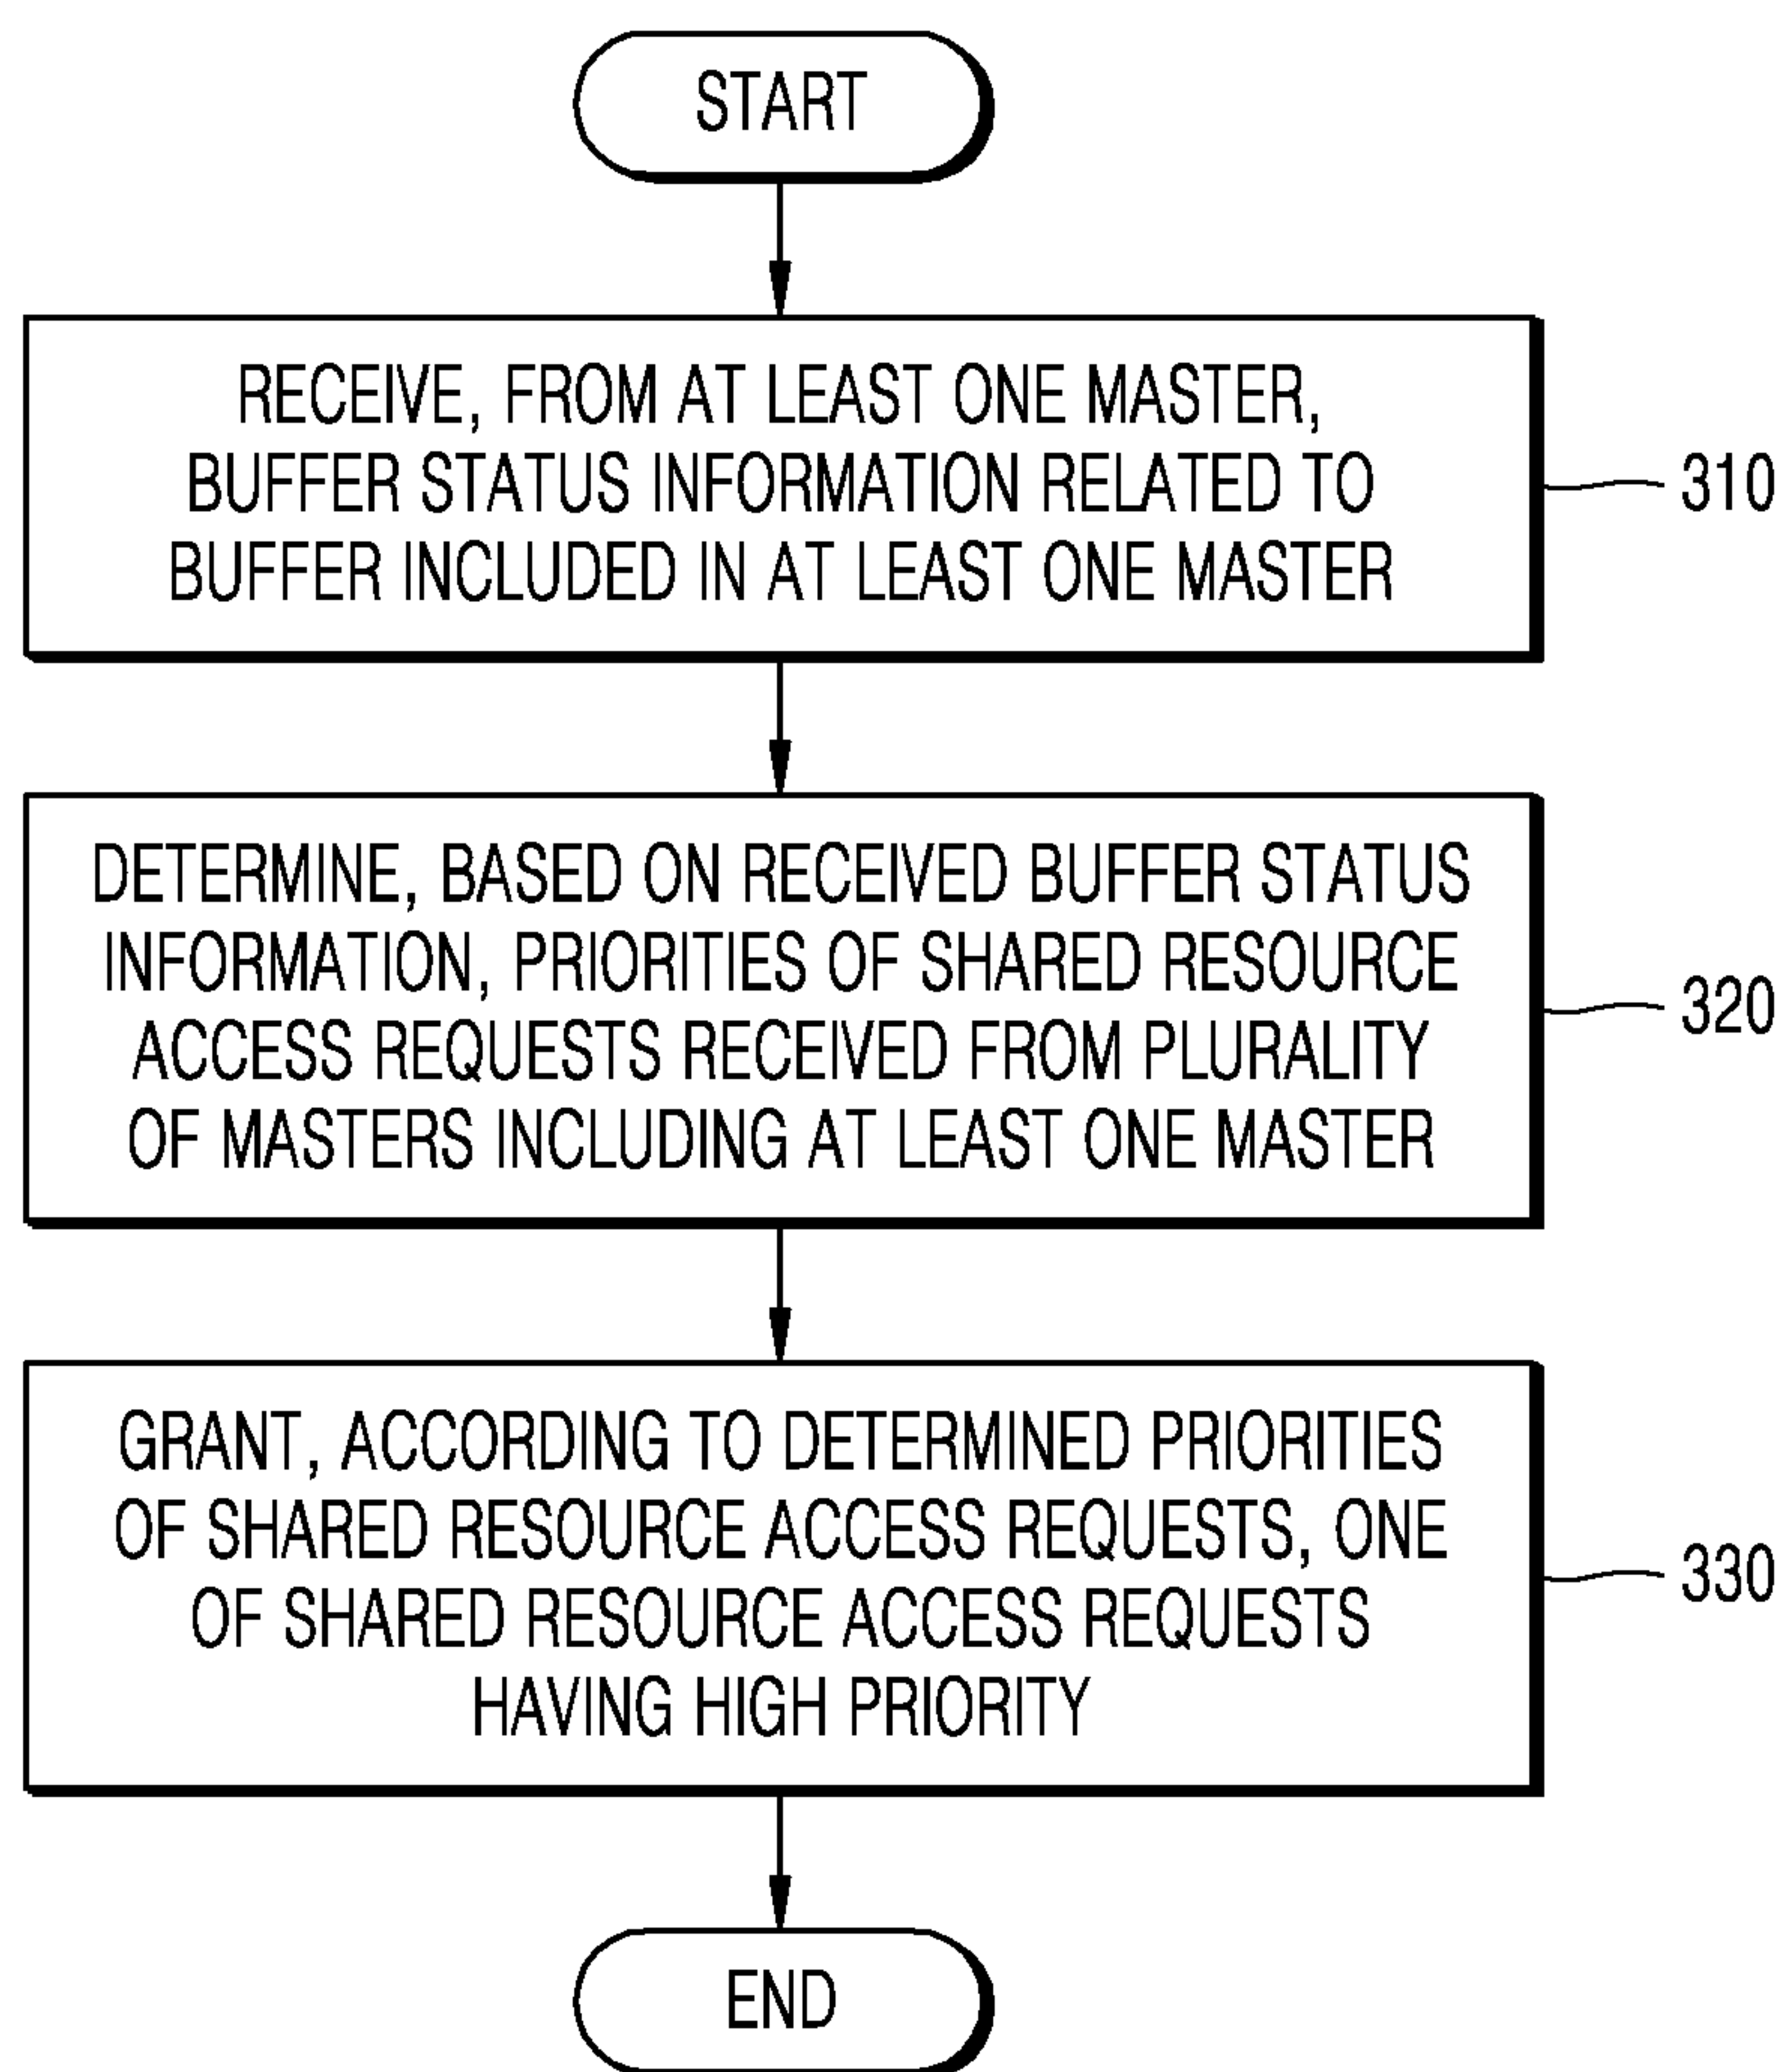 START
RECEIVE, FROM AT LEAST ONE MASTER,
BUFFER STATUS INFORMATION RELATED TO
BUFFER INCLUDED IN AT LEAST ONE MASTER
310
DETERMINE, BASED ON RECEIVED BUFFER STATUS
INFORMATION, PRIORITIES OF SHARED RESOURCE
ACCESS REQUESTS RECEIVED FROM PLURALITY
OF MASTERS INCLUDING AT LEAST ONE MASTER
320
GRANT, ACCORDING TO DETERMINED PRIORITIES
OF SHARED RESOURCE ACCESS REQUESTS, ONE
OF SHARED RESOURCE ACCESS REQUESTS
HAVING HIGH PRIORITY
330
END